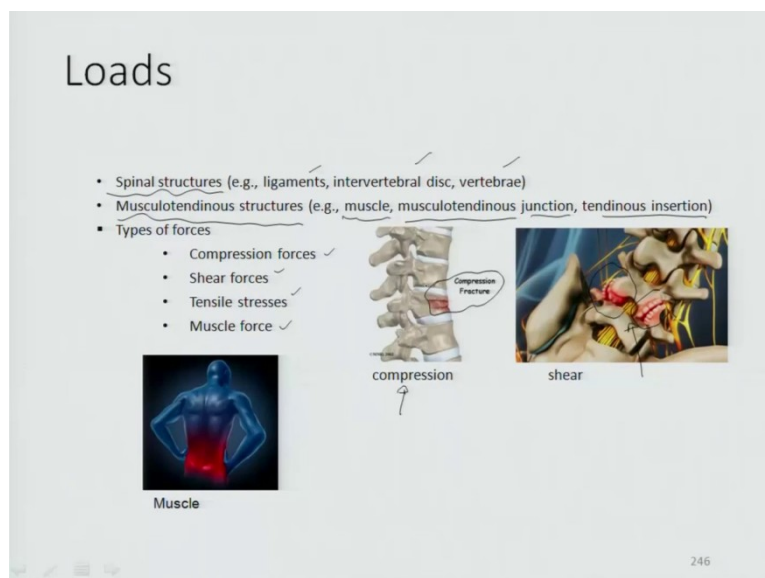 Loads
• Spinal structures (e.g., ligaments, intervertebral disc, vertebrae)
• Musculotendinous structures (e.g., muscle, musculotendinous junction, tendinous insertion)
▪ Types of forces
• Compression forces
• Shear forces
• Tensile stresses
• Muscle force
Compression
Fracture
compression
shear
Muscle
246